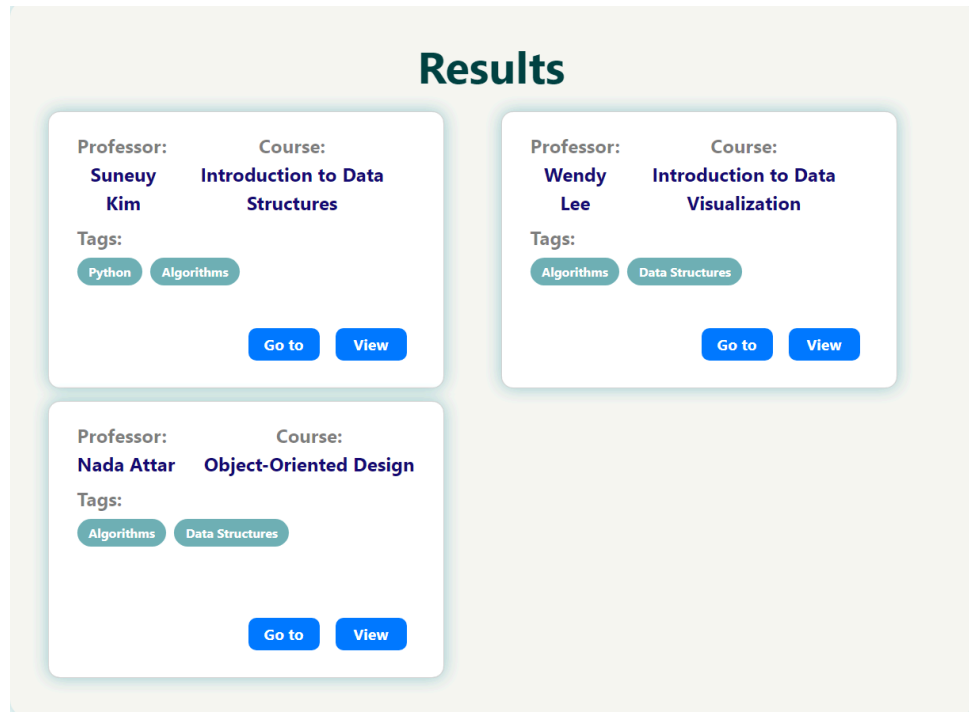 Results
Professor: Course:
Suneuy Introduction to Data
Kim Structures
Tags:
Python Algorithms
Go to View
Professor: Course:
Wendy Introduction to Data
Lee Visualization
Tags:
Algorithms Data Structures
Go to View
Professor: Course:
Nada Attar Object-Oriented Design
Tags:
Algorithms Data Structures
Go to View